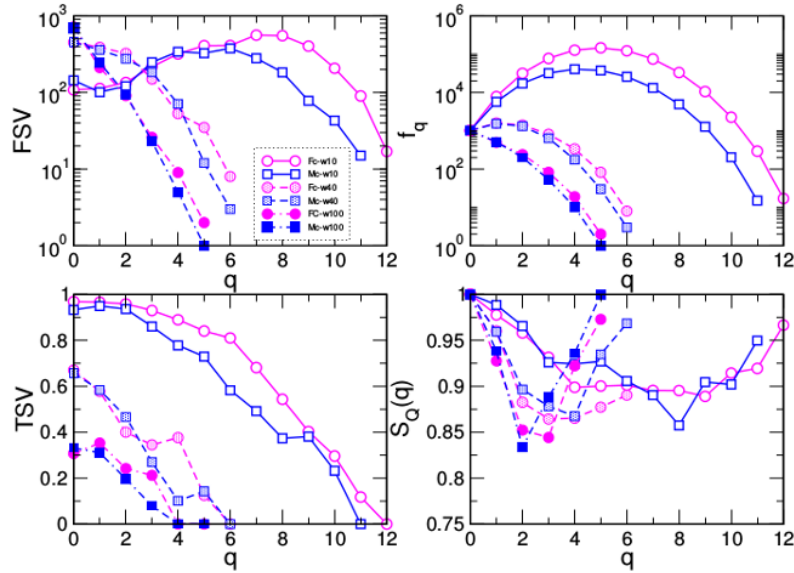 FSV
10³
10²
10¹
10⁰
Fc-w10
Mc-w10
Fc-w40
Mc-w40
FC-w100
Mc-w100
0 2 4 6 8 10 12
q
f_q
10⁶
10⁴
10²
10⁰
0 2 4 6 8 10 12
q
TSV
1
0.8
0.6
0.4
0.2
0
0 2 4 6 8 10 12
q
S_Q(q)
1
0.95
0.9
0.85
0.8
0.75
0 2 4 6 8 10 12
q